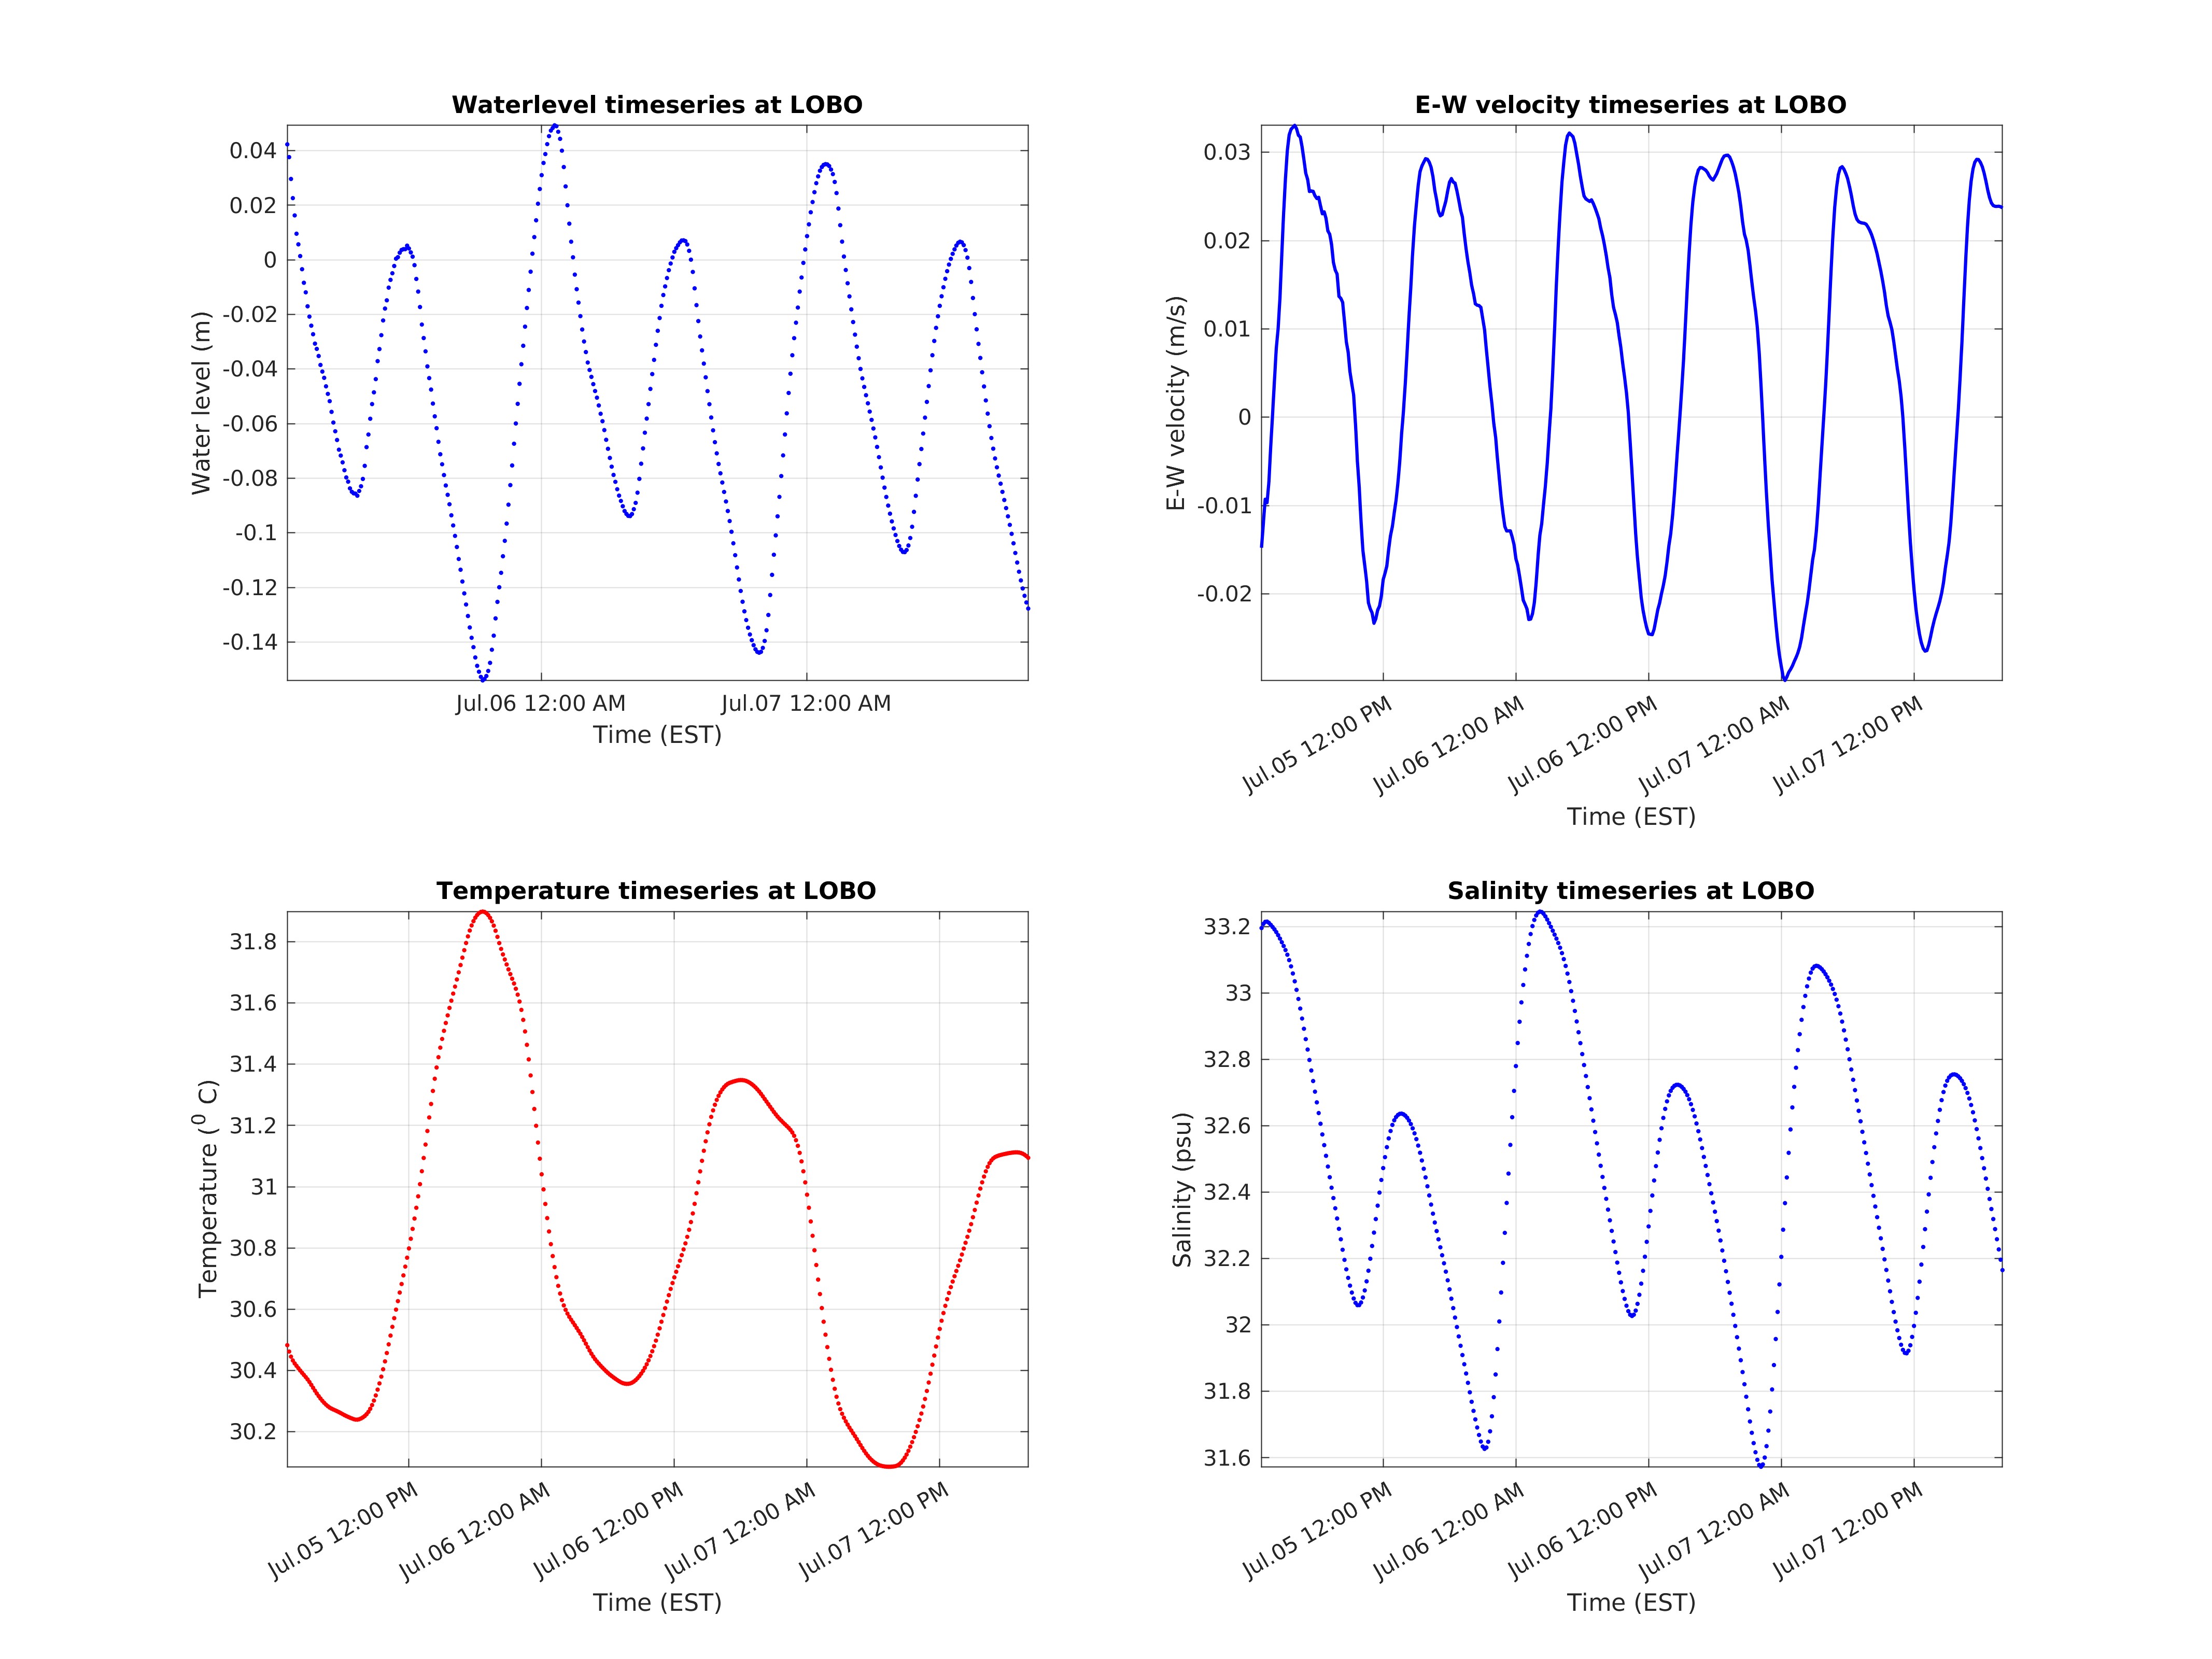 Waterlevel timeseries at LOBO
0.04
0.02
0
-0.02
-0.04
-0.06
-0.08
-0.1
-0.12
-0.14
Water level (m)
Jul.06 12:00 AM
Jul.07 12:00 AM
Time (EST)
E-W velocity timeseries at LOBO
0.03
0.02
0.01
0
-0.01
-0.02
E-W velocity (m/s)
Jul.05 12:00 PM
Jul.06 12:00 AM
Jul.06 12:00 PM
Jul.07 12:00 AM
Jul.07 12:00 PM
Time (EST)
Temperature timeseries at LOBO
31.8
31.6
31.4
31.2
31
30.8
30.6
30.4
30.2
Temperature (⁰ C)
Jul.05 12:00 PM
Jul.06 12:00 AM
Jul.06 12:00 PM
Jul.07 12:00 AM
Jul.07 12:00 PM
Time (EST)
Salinity timeseries at LOBO
33.2
33
32.8
32.6
32.4
32.2
32
31.8
31.6
Salinity (psu)
Jul.05 12:00 PM
Jul.06 12:00 AM
Jul.06 12:00 PM
Jul.07 12:00 AM
Jul.07 12:00 PM
Time (EST)